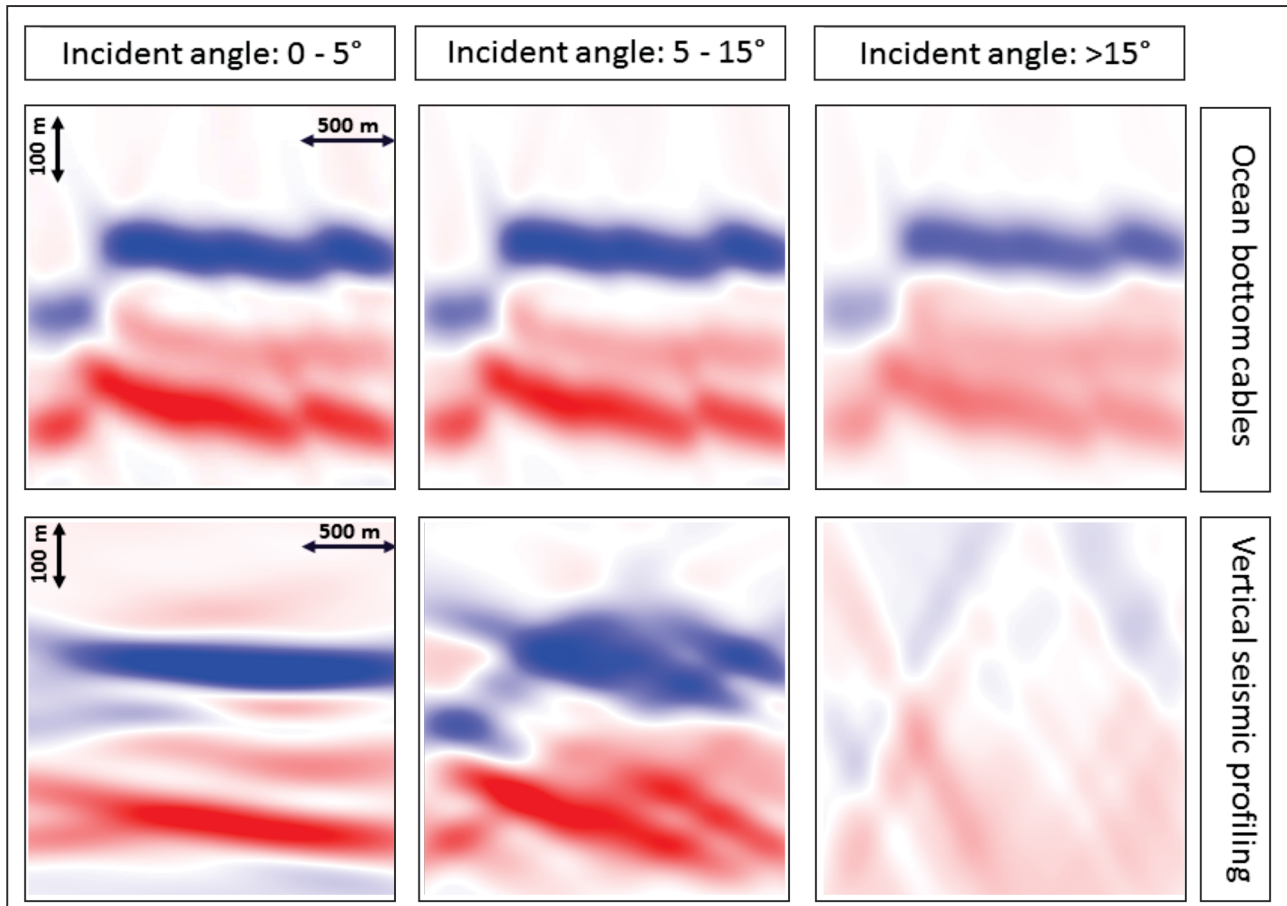 Incident angle: 0 - 5°
Incident angle: 5 - 15°
Incident angle: >15°
100 m
500 m
Ocean bottom cables
100 m
500 m
Vertical seismic profilling